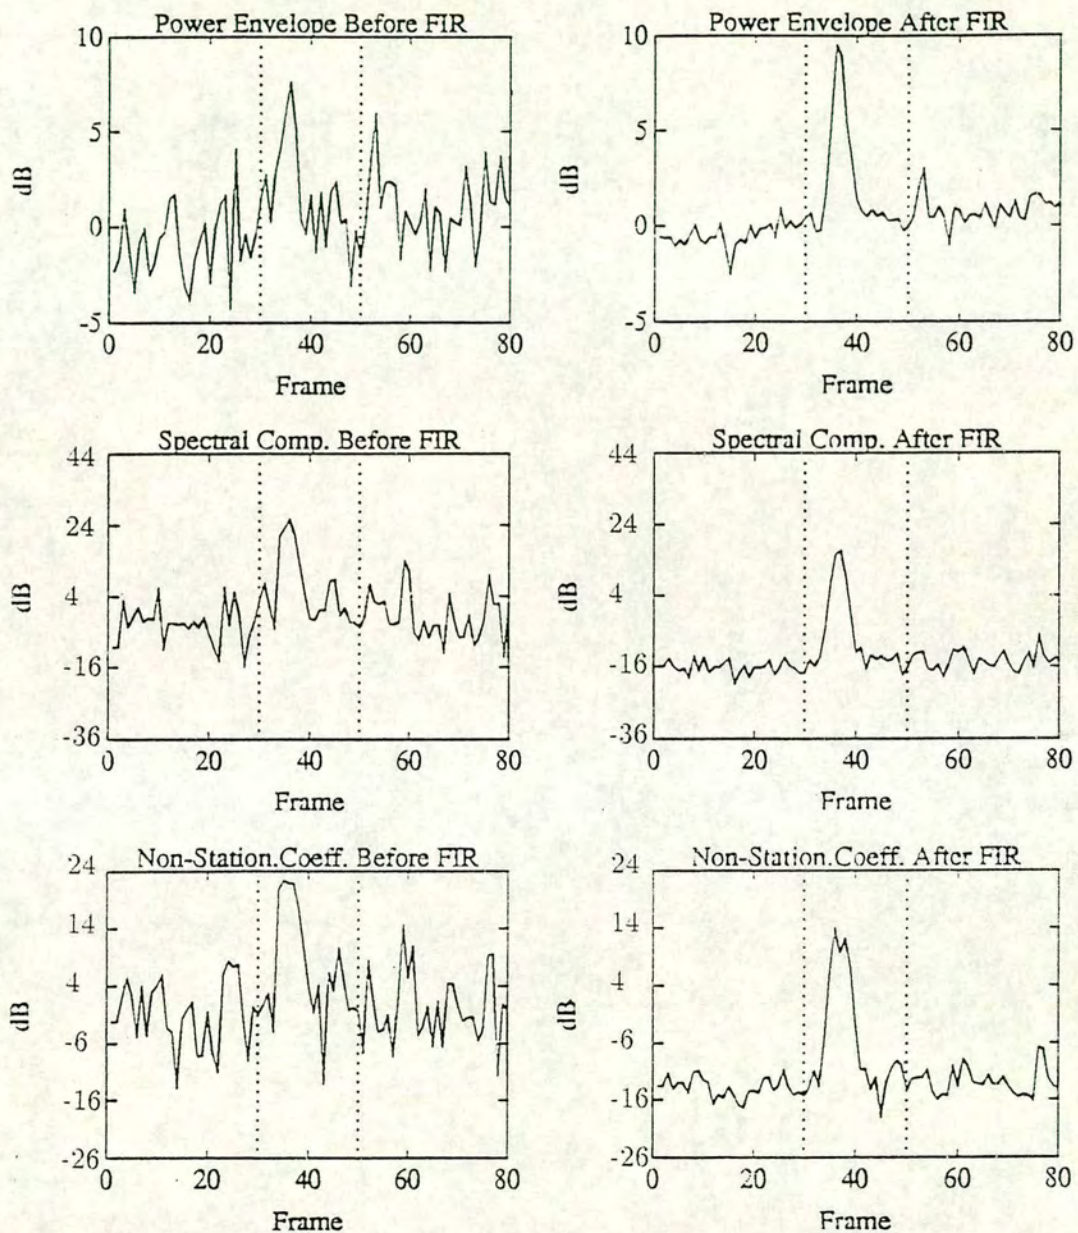 Power Envelope Before FIR
10
5
0
-5
dB
0 20 40 60 80
Frame
Power Envelope After FIR
10
5
0
-5
dB
0 20 40 60 80
Frame
Spectral Comp. Before FIR
44
24
4
-16
-36
dB
0 20 40 60 80
Frame
Spectral Comp. After FIR
44
24
4
-16
-36
dB
0 20 40 60 80
Frame
Non-Station.Coeff. Before FIR
24
14
4
-6
-16
-26
dB
0 20 40 60 80
Frame
Non-Station.Coeff. After FIR
24
14
4
-6
-16
-26
dB
0 20 40 60 80
Frame